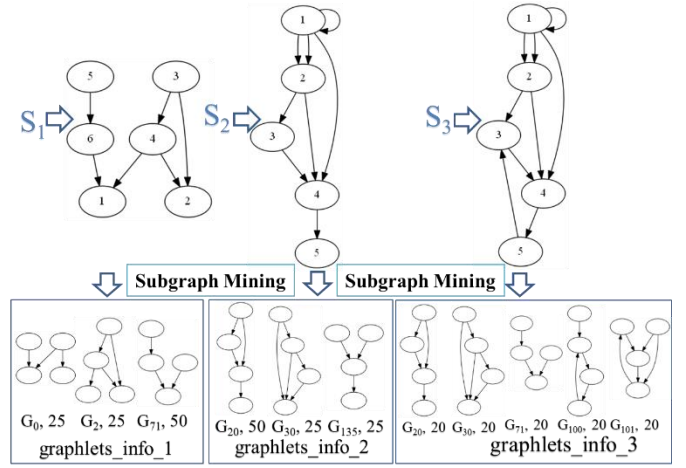 1
1
5
3
2
2
S1
6
4
S2
3
S3
3
1
2
4
4
5
5
Subgraph Mining
Subgraph Mining
G0, 25 G2, 25 G71, 50
graphlets_info_1
G20, 50 G30, 25 G135, 25
graphlets_info_2
G20, 20 G30, 20 G71, 20 G100, 20 G101, 20
graphlets_info_3